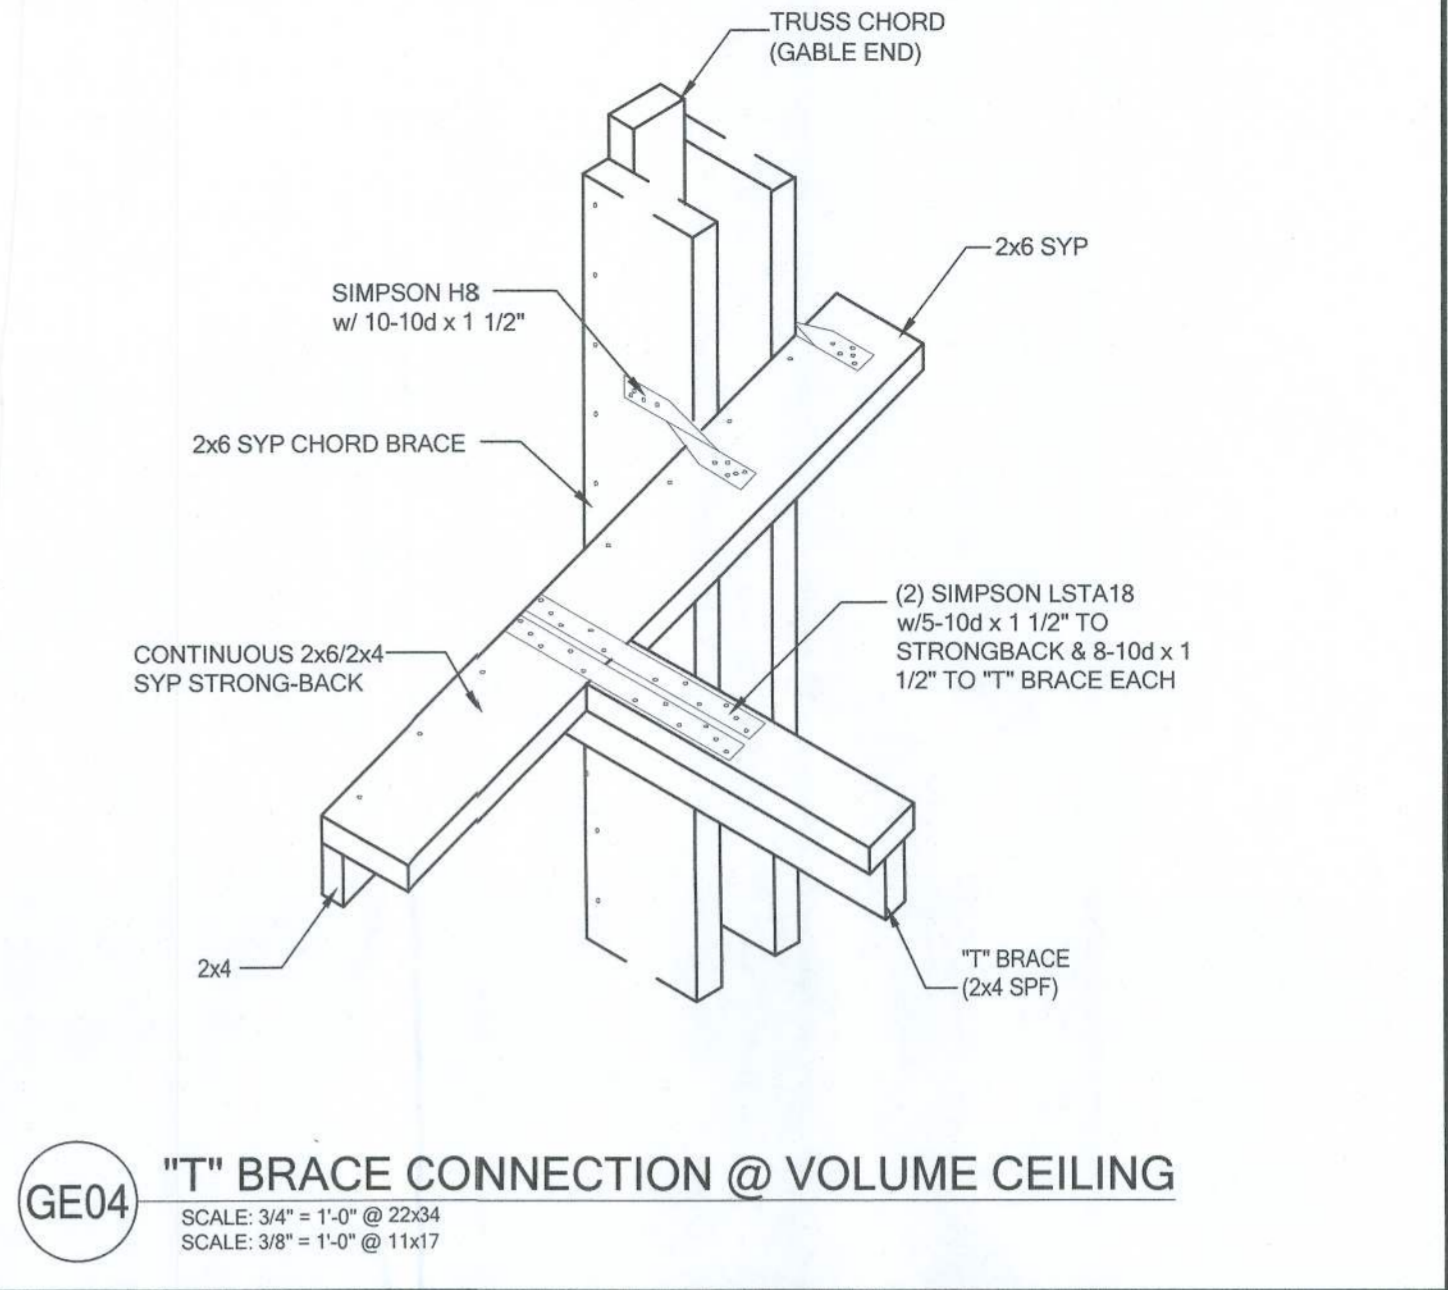 TRUSS CHORD
(GABLE END)
2x6 SYP
SIMPSON H8
w/ 10-10d x 1 1/2"
2x6 SYP CHORD BRACE
(2) SIMPSON LSTA18
w/5-10d x 1 1/2" TO
STRONGBACK & 8-10d x 1
1/2" TO "T" BRACE EACH
CONTINUOUS 2x6/2x4
SYP STRONG-BACK
2x4
"T" BRACE
(2x4 SPF)
GE04
"T" BRACE CONNECTION @ VOLUME CEILING
SCALE: 3/4" = 1'-0" @ 22x34
SCALE: 3/8" = 1'-0" @ 11x17